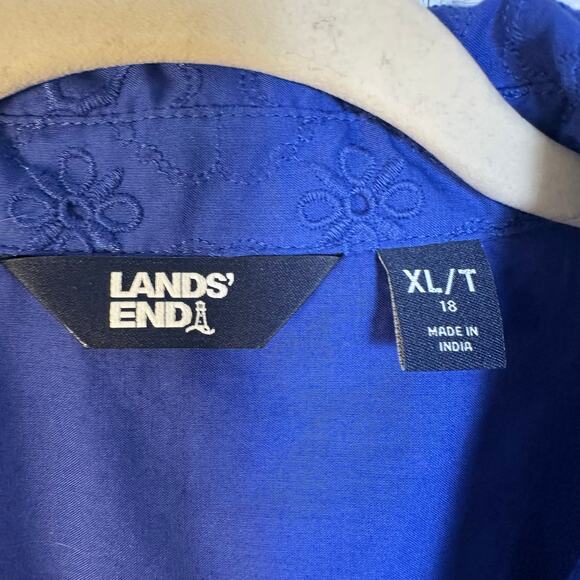 LANDS'
END
XL/T
18
MADE IN
INDIA